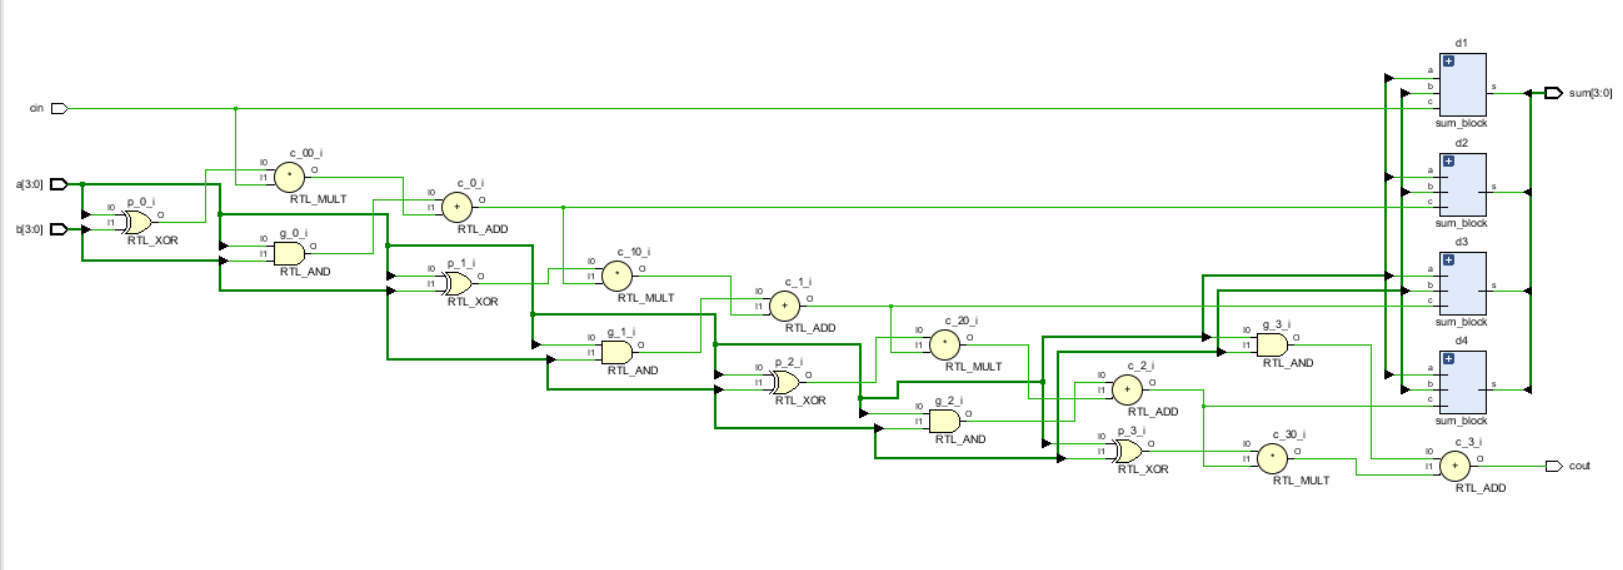 cin
a[3:0]
b[3:0]
I0
I1
O
p_0_i
RTL_XOR
c_00_i
I0
I1
O
RTL_MULT
g_0_i
I0
I1
O
RTL_AND
c_0_i
I0
I1
O
RTL_ADD
p_1_i
I0
I1
O
RTL_XOR
c_10_i
I0
I1
O
RTL_MULT
g_1_i
I0
I1
O
RTL_AND
c_1_i
I0
I1
O
RTL_ADD
p_2_i
I0
I1
O
RTL_XOR
c_20_i
I0
I1
O
RTL_MULT
g_2_i
I0
I1
O
RTL_AND
c_2_i
I0
I1
O
RTL_ADD
p_3_i
I0
I1
O
RTL_XOR
g_3_i
I0
I1
O
RTL_AND
c_30_i
I0
I1
O
RTL_MULT
c_3_i
I0
I1
O
RTL_ADD
d1
a
b
c
s
sum_block
d2
a
b
c
s
sum_block
d3
a
b
c
s
sum_block
d4
a
b
c
s
sum_block
sum[3:0]
cout